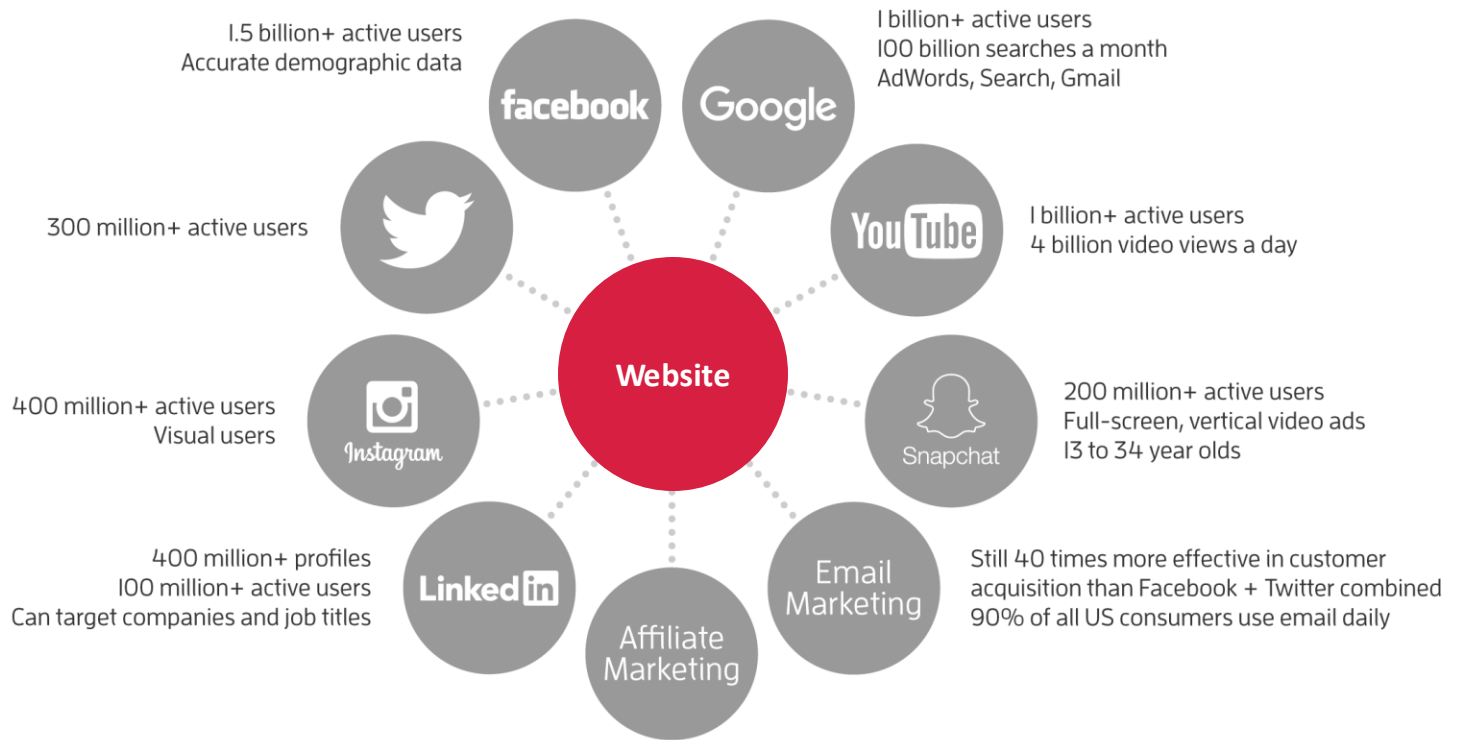 1.5 billion+ active users
Accurate demographic data
facebook
Google
1 billion+ active users
100 billion searches a month
AdWords, Search, Gmail
300 million+ active users
YouTube
1 billion+ active users
4 billion video views a day
Website
400 million+ active users
Visual users
Instagram
Snapchat
200 million+ active users
Full-screen, vertical video ads
13 to 34 year olds
400 million+ profiles
100 million+ active users
Can target companies and job titles
Linked in
Affiliate
Marketing
Email
Marketing
Still 40 times more effective in customer
acquisition than Facebook + Twitter combined
90% of all US consumers use email daily